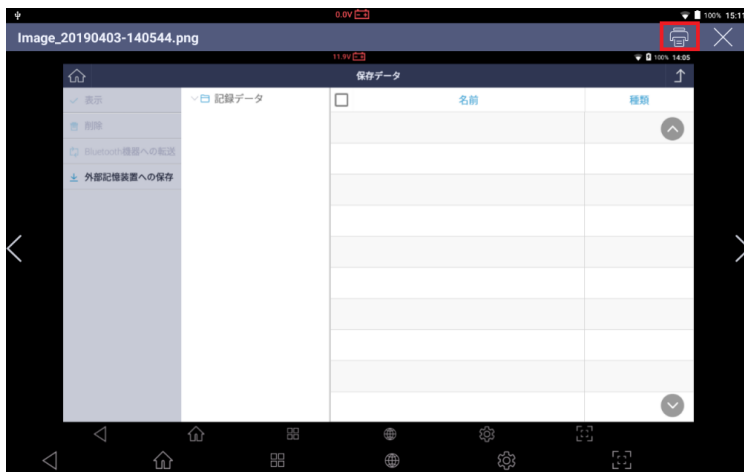 0.0V
100% 15:11
Image_20190403-140544.png
11.9V
100% 14:05
保存データ
表示
削除
Bluetooth機器への転送
外部記憶装置への保存
記録データ
名前
種類